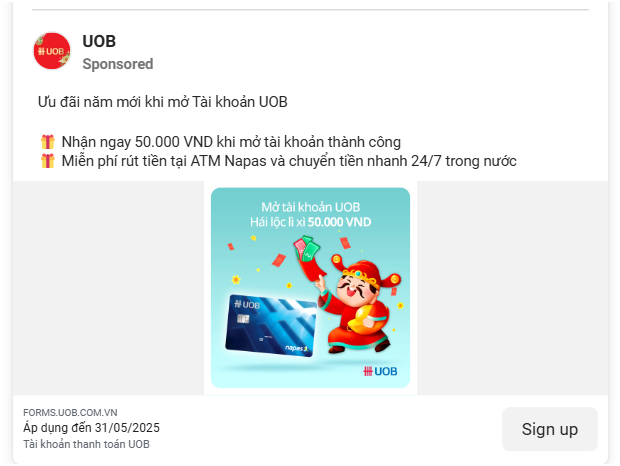 UOB
UOB
Sponsored
Ưu đãi năm mới khi mở Tài khoản UOB
Nhận ngay 50.000 VND khi mở tài khoản thành công
Miễn phí rút tiền tại ATM Napas và chuyển tiền nhanh 24/7 trong nước
Mở tài khoản UOB
Hái lộc lì xì 50.000 VND
UOB
napas
UOB
FORMS.UOB.COM.VN
Áp dụng đến 31/05/2025
Tài khoản thanh toán UOB
Sign up